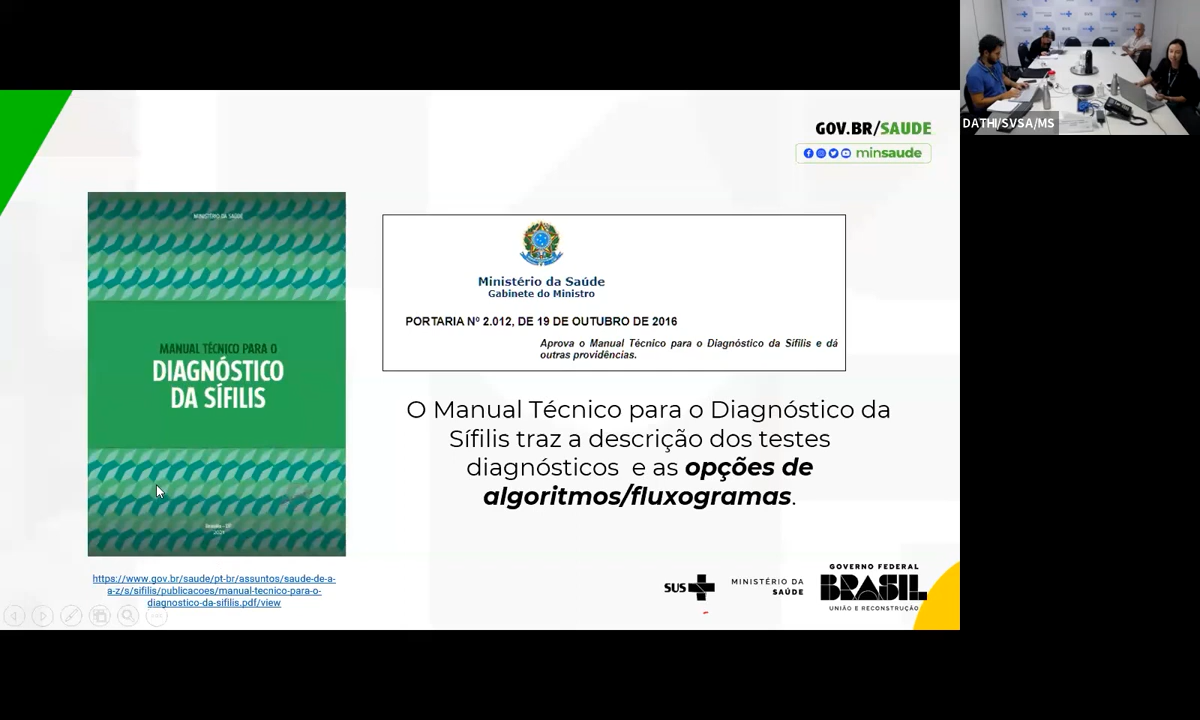 GOV.BR/SAUDE
minsaude
MINISTÉRIO DA SAÚDE
MANUAL TÉCNICO PARA O
DIAGNÓSTICO
DA SÍFILIS
Brasília - DF
2021
https://www.gov.br/saude/pt-br/assuntos/saude-de-a-
a-z/s/sifilis/publicacoes/manual-tecnico-para-o-
diagnostico-da-sifilis.pdf/view
Ministério da Saúde
Gabinete do Ministro
PORTARIA Nº 2.012, DE 19 DE OUTUBRO DE 2016
Aprova o Manual Técnico para o Diagnóstico da Sífilis e dá
outras providências.
O Manual Técnico para o Diagnóstico da
Sífilis traz a descrição dos testes
diagnósticos e as opções de
algoritmos/fluxogramas.
SUS
MINISTÉRIO DA
SAÚDE
GOVERNO FEDERAL
BRASIL
UNIÃO E RECONSTRUÇÃO
DATHI/SVSA/MS